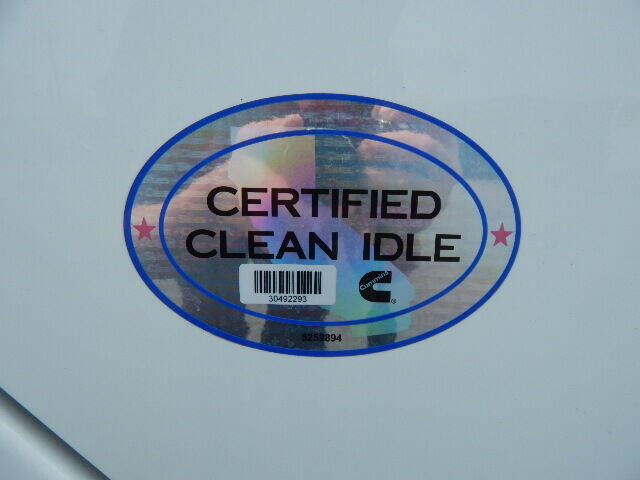 CERTIFIED
CLEAN IDLE
30492293
Cummins
®
5259894